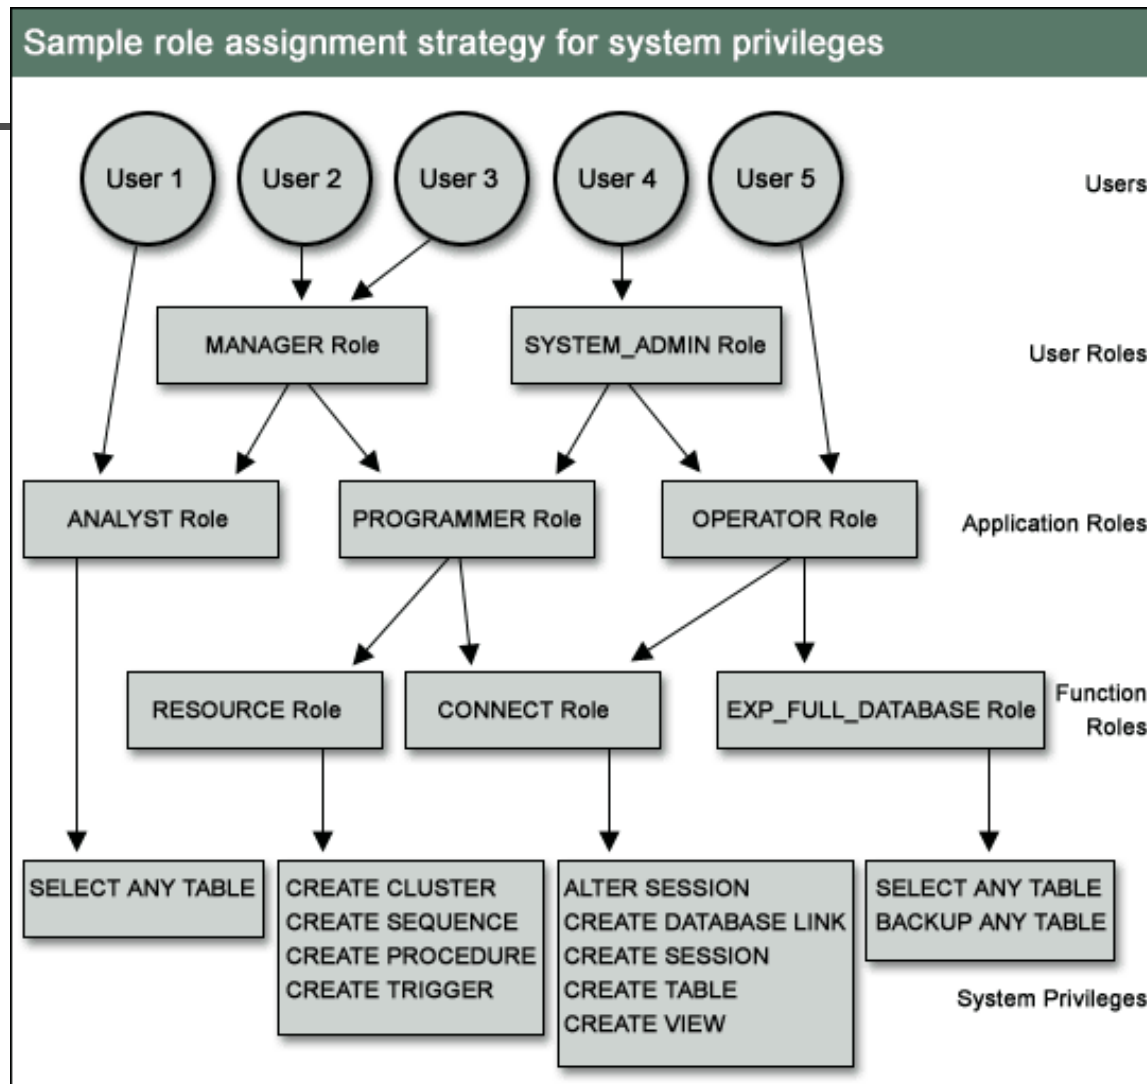 Sample role assignment strategy for system privileges
User 1
User 2
User 3
User 4
User 5
Users
MANAGER Role
SYSTEM_ADMIN Role
User Roles
ANALYST Role
PROGRAMMER Role
OPERATOR Role
Application Roles
RESOURCE Role
CONNECT Role
EXP_FULL_DATABASE Role
Function
Roles
SELECT ANY TABLE
CREATE CLUSTER
CREATE SEQUENCE
CREATE PROCEDURE
CREATE TRIGGER
ALTER SESSION
CREATE DATABASE LINK
CREATE SESSION
CREATE TABLE
CREATE VIEW
SELECT ANY TABLE
BACKUP ANY TABLE
System Privileges